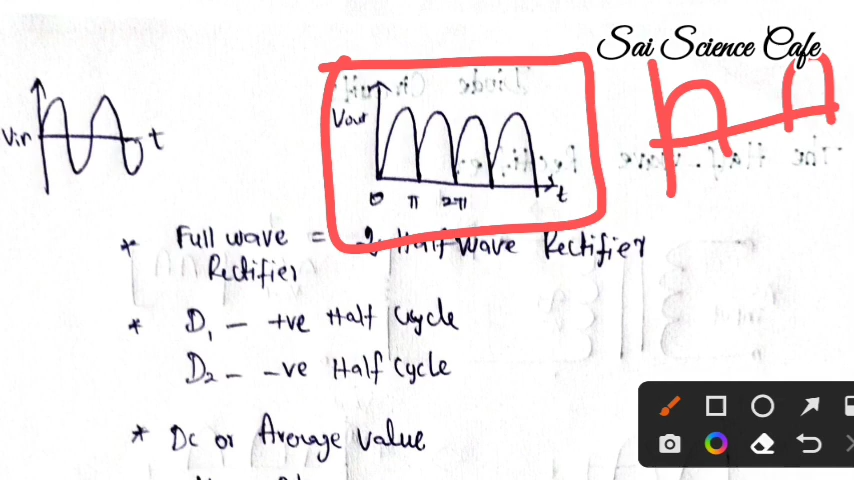 Sai Science Cafe
Vin
t
Vout
0 π 2π t
* Full wave = 2 Half Wave Rectifier
Rectifier
* D₁ – +ve Half Cycle
D₂ – -ve Half Cycle
* Dc or Average value